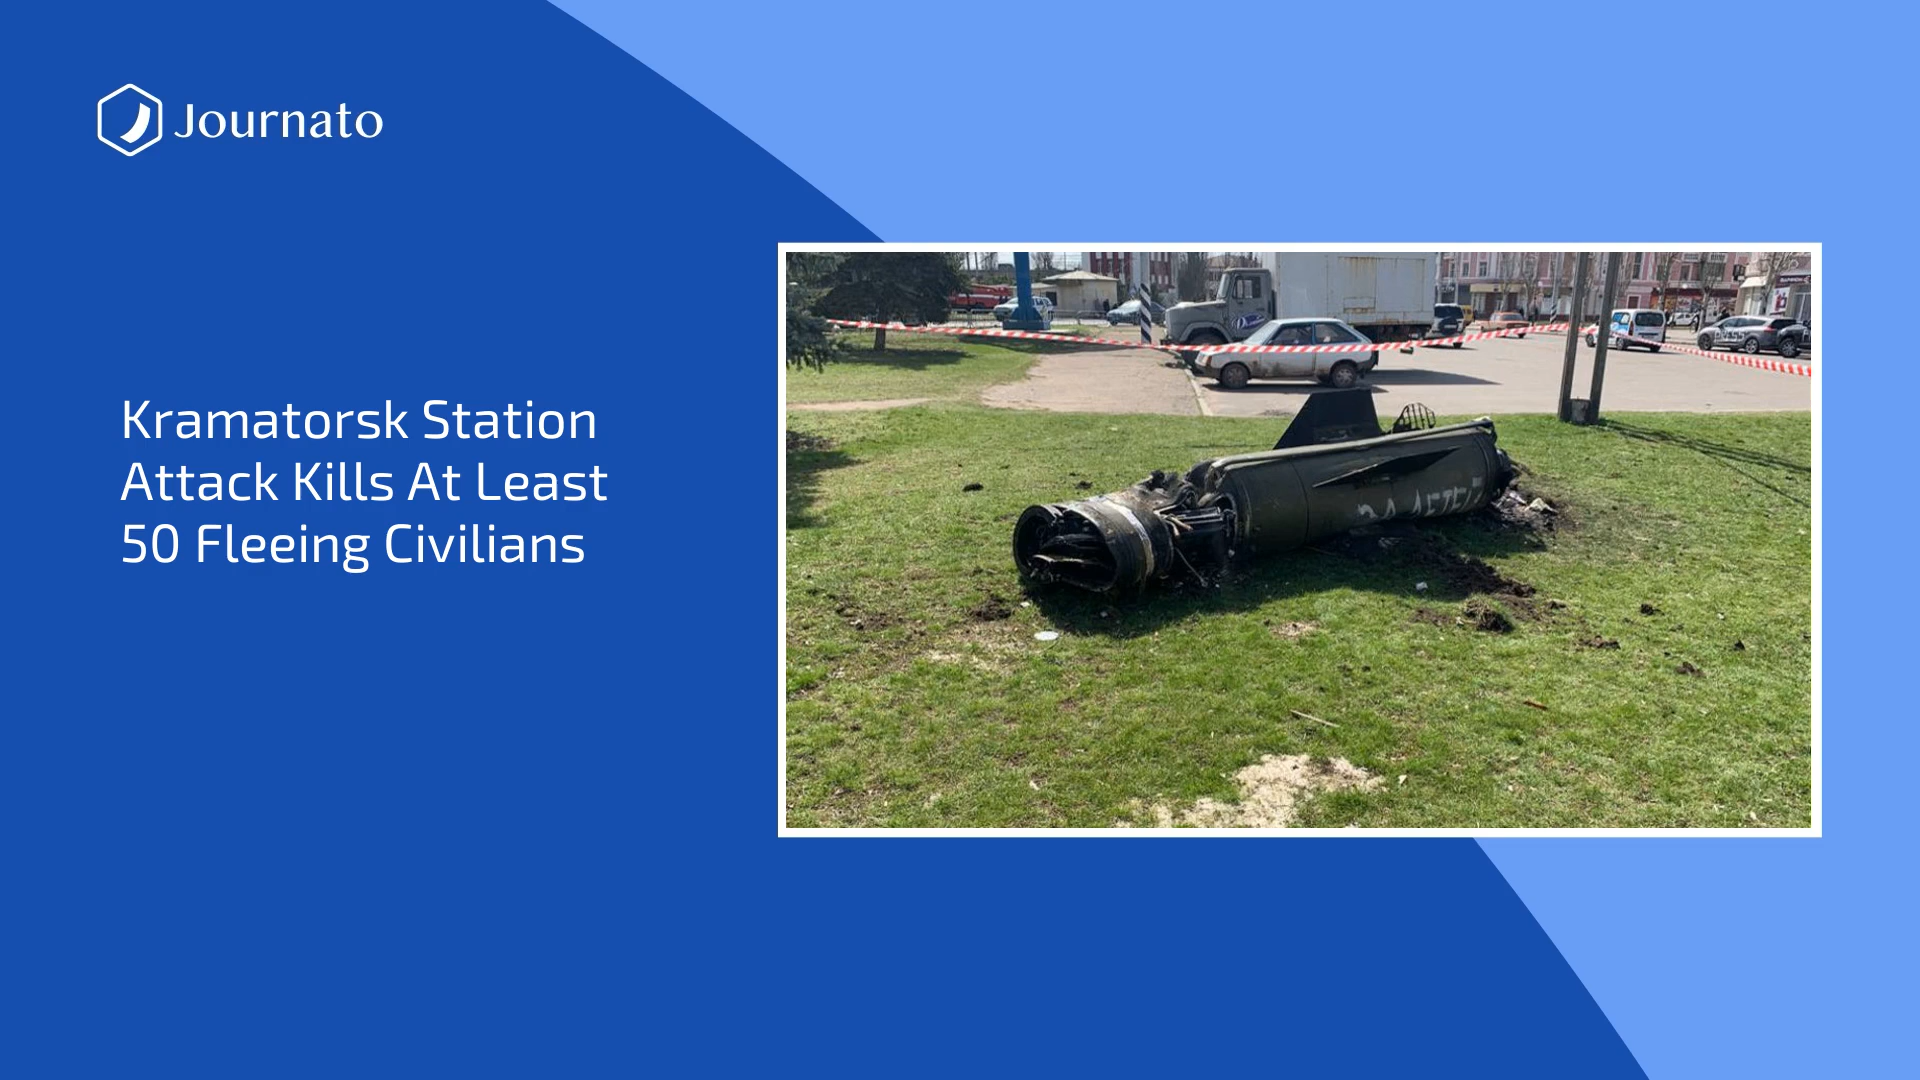 Journato
Kramatorsk Station
Attack Kills At Least
50 Fleeing Civilians